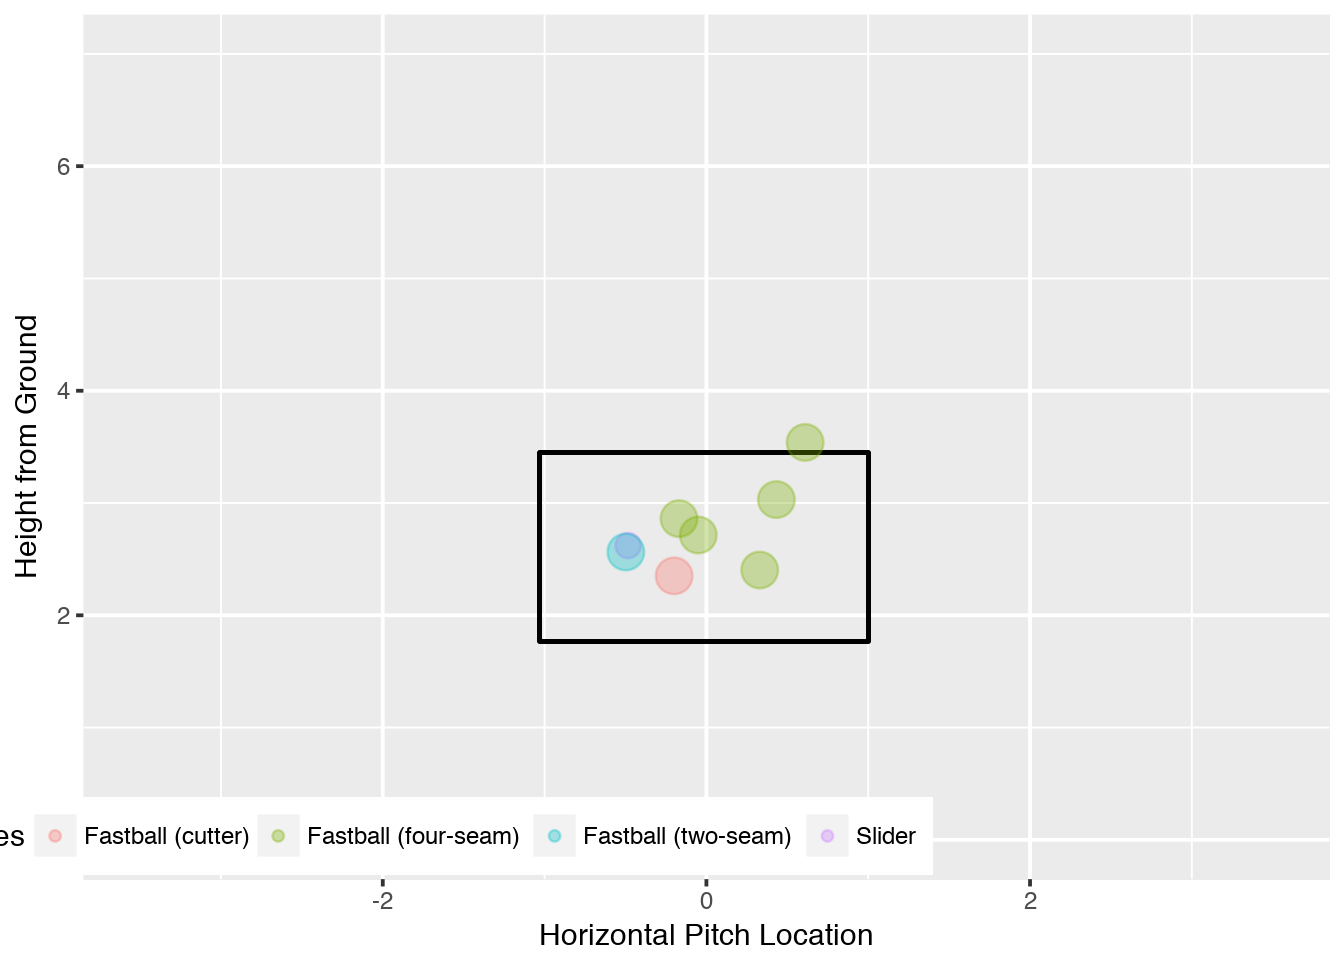 Height from Ground
6
4
2
es Fastball (cutter) Fastball (four-seam) Fastball (two-seam) Slider
-2 0 2
Horizontal Pitch Location